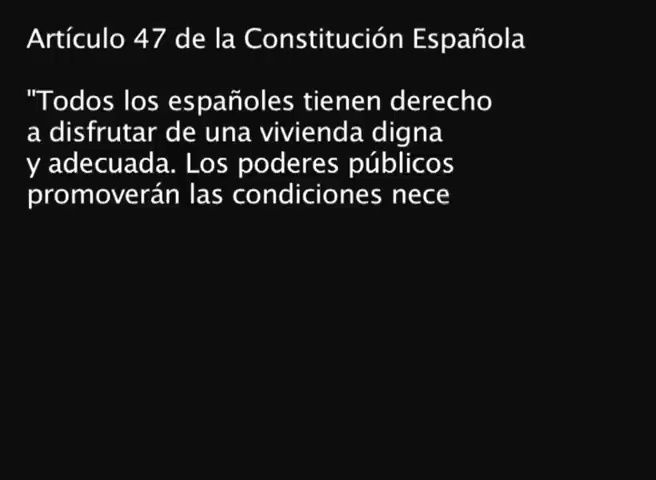 Artículo 47 de la Constitución Española
"Todos los españoles tienen derecho
a disfrutar de una vivienda digna
y adecuada. Los poderes públicos
promoverán las condiciones nece